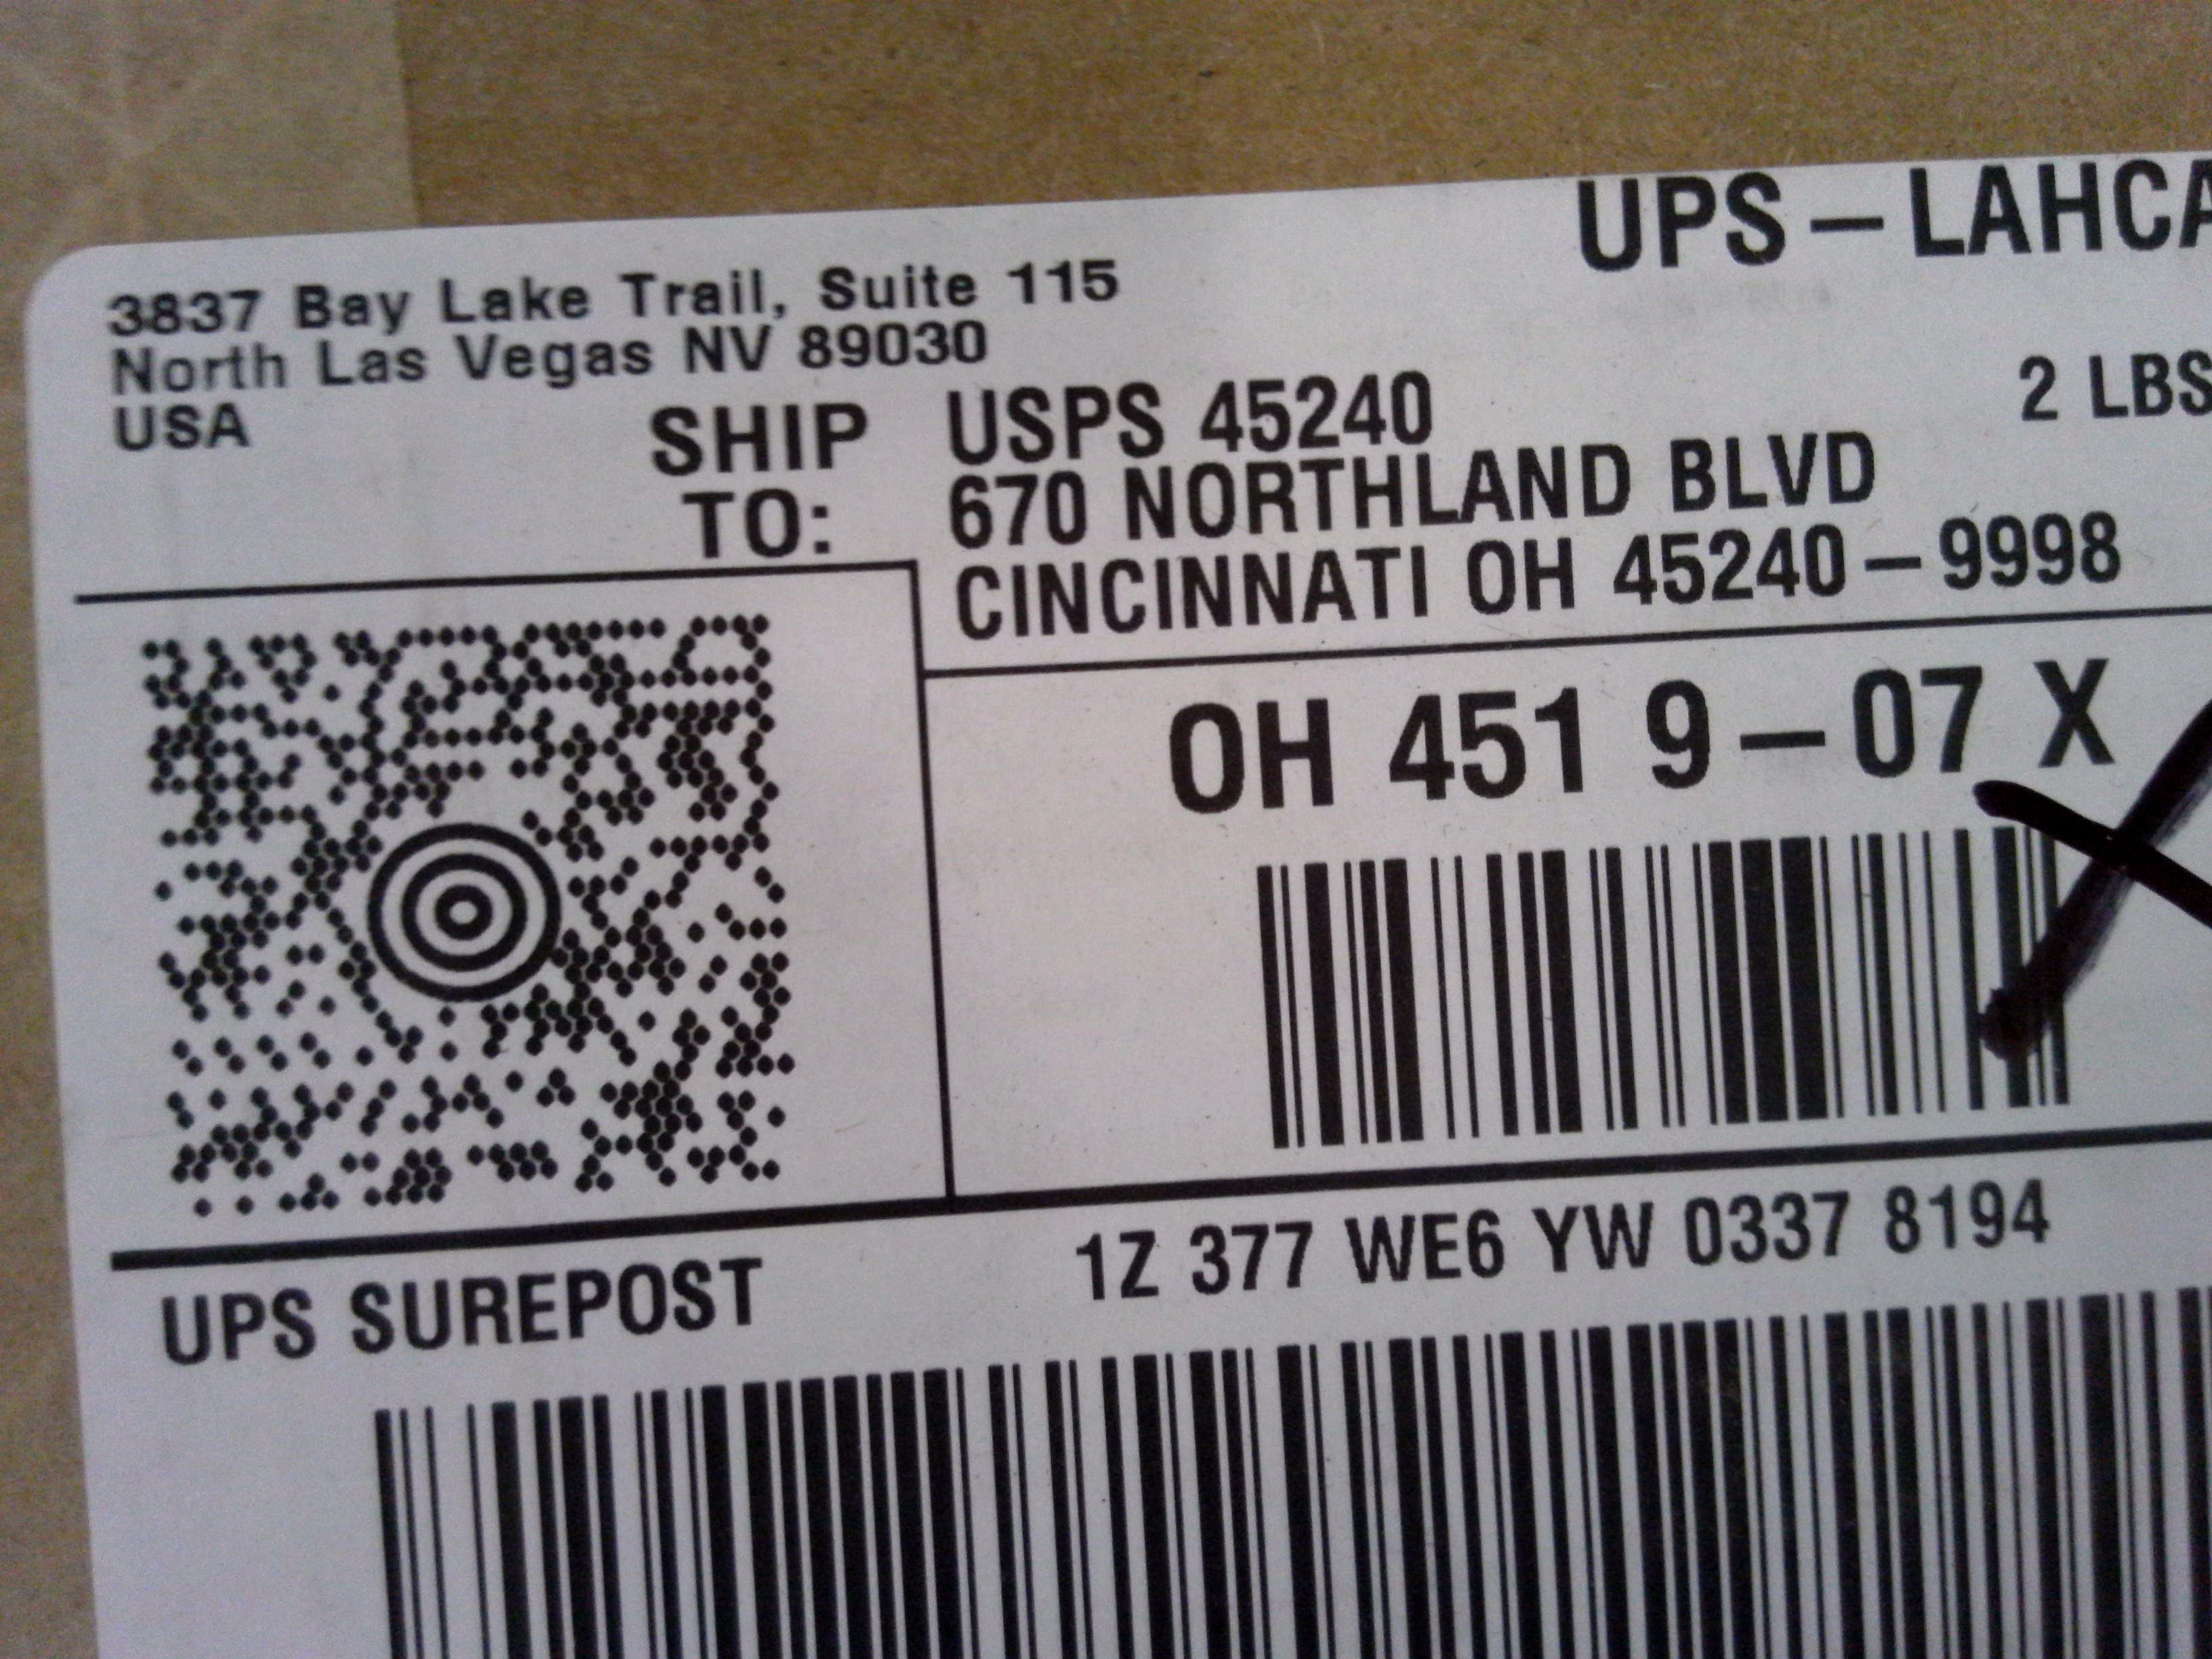 UPS – LAHCA
3837 Bay Lake Trail, Suite 115
North Las Vegas NV 89030
USA
2 LBS
SHIP TO:
USPS 45240
670 NORTHLAND BLVD
CINCINNATI OH 45240–9998
OH 451 9–07 X
UPS SUREPOST
1Z 377 WE6 YW 0337 8194